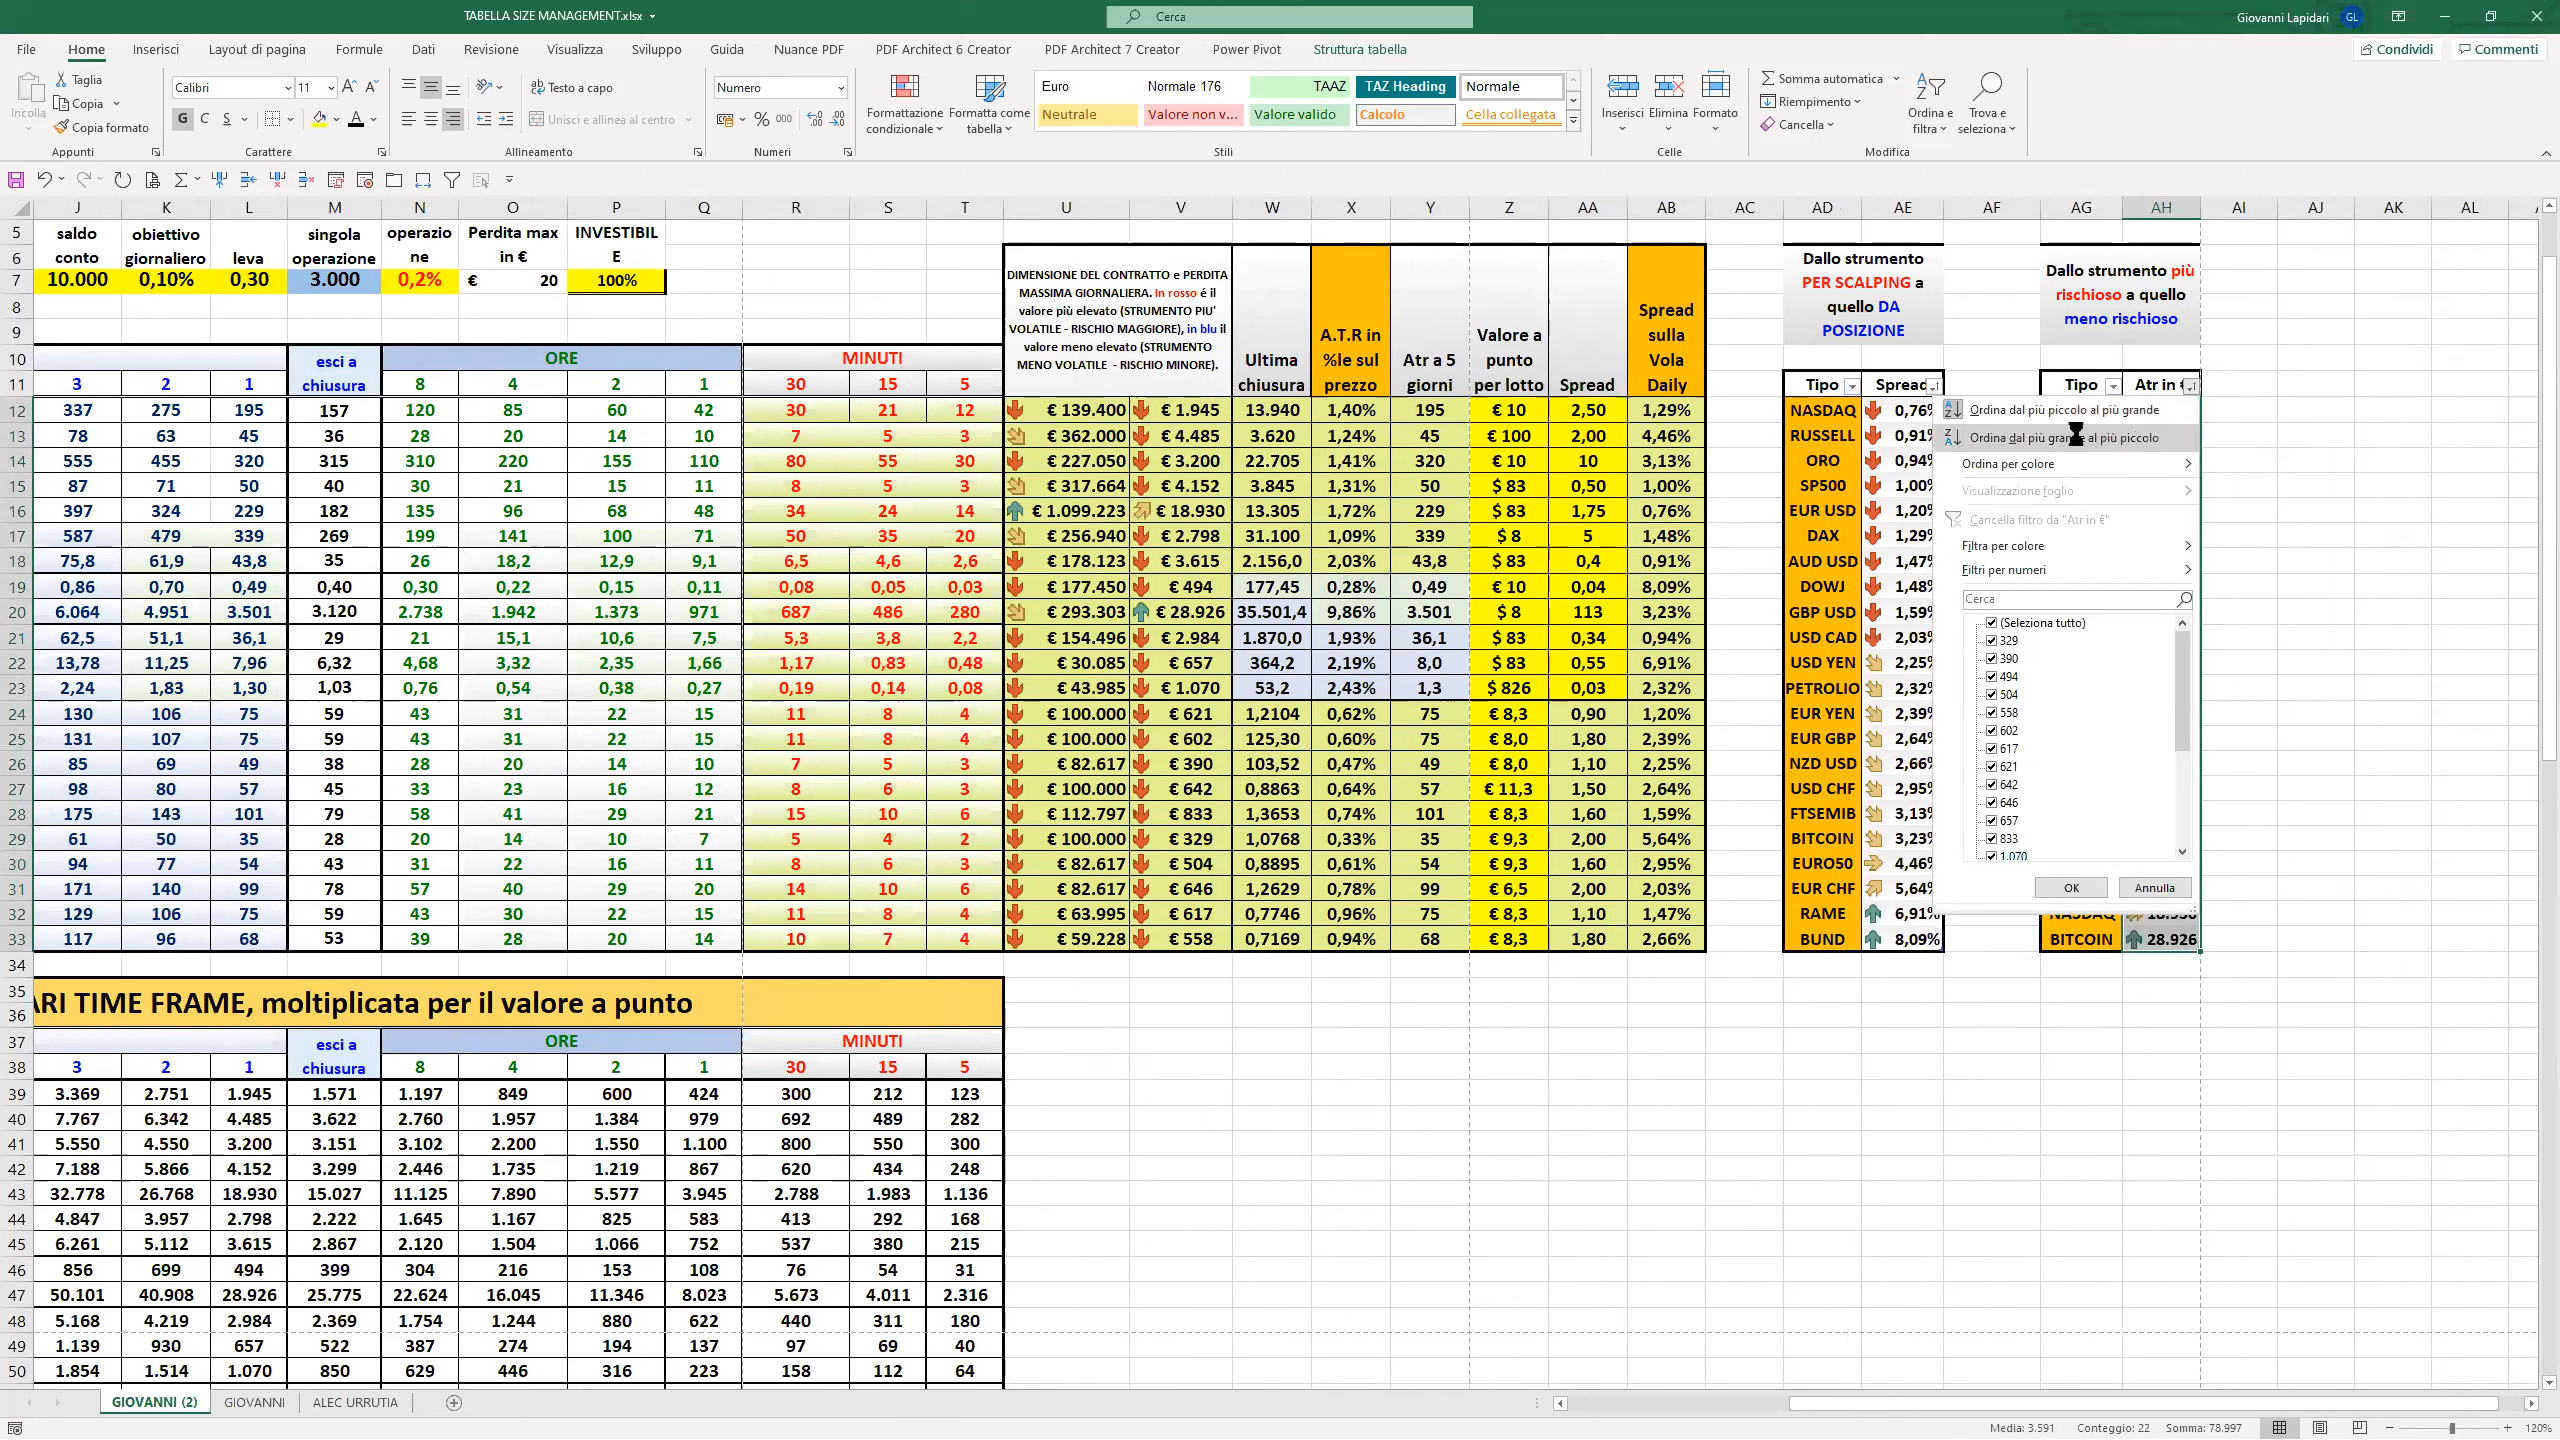 TABELLA SIZE MANAGEMENT.xlsx
Cerca
Giovanni Lapidari GL
File Home Inserisci Layout di pagina Formule Dati Revisione Visualizza Sviluppo Guida Nuance PDF PDF Architect 6 Creator PDF Architect 7 Creator Power Pivot Struttura tabella Condividi Commenti
Incolla Taglia Copia Copia formato
Calibri 11
G C S
Testo a capo
Unisci e allinea al centro
Numero
Formattazione condizionale Formatta come tabella
Euro Normale 176 TAAZ TAZ Heading Normale
Neutrale Valore non v... Valore valido Calcolo Cella collegata
Inserisci Elimina Formato
Somma automatica Riempimento Cancella
Ordina e filtra Trova e seleziona
Appunti Carattere Allineamento Numeri Stili Celle Modifica
J K L M N O P Q R S T U V W X Y Z AA AB AC AD AE AF AG AH AI AJ AK AL
5 saldo obiettivo singola operazio Perdita max INVESTIBIL
6 conto giornaliero leva operazione ne in € E
7 10.000 0,10% 0,30 3.000 0,2% € 20 100%
8
9
DIMENSIONE DEL CONTRATTO e PERDITA
MASSIMA GIORNALIERA. In rosso é il
valore più elevato (STRUMENTO PIU'
VOLATILE - RISCHIO MAGGIORE), in blu il
valore meno elevato (STRUMENTO
MENO VOLATILE - RISCHIO MINORE).
Ultima chiusura
A.T.R in %le sul prezzo
Atr a 5 giorni
Valore a punto per lotto
Spread
Spread sulla Vola Daily
Dallo strumento
PER SCALPING a
quello DA
POSIZIONE
Dallo strumento più
rischioso a quello
meno rischioso
10 esci a chiusura ORE MINUTI
11 3 2 1 8 4 2 1 30 15 5 Tipo Spread Tipo Atr in €
12 337 275 195 157 120 85 60 42 30 21 12 € 139.400 € 1.945 13.940 1,40% 195 € 10 2,50 1,29% NASDAQ 0,76%
13 78 63 45 36 28 20 14 10 7 5 3 € 362.000 € 4.485 3.620 1,24% 45 € 100 2,00 4,46% RUSSELL 0,91%
14 555 455 320 315 310 220 155 110 80 55 30 € 227.050 € 3.200 22.705 1,41% 320 € 10 10 3,13% ORO 0,94%
15 87 71 50 40 30 21 15 11 8 5 3 € 317.664 € 4.152 3.845 1,31% 50 $ 83 0,50 1,00% SP500 1,00%
16 397 324 229 182 135 96 68 48 34 24 14 € 1.099.223 € 18.930 13.305 1,72% 229 $ 83 1,75 0,76% EUR USD 1,20%
17 587 479 339 269 199 141 100 71 50 35 20 € 256.940 € 2.798 31.100 1,09% 339 $ 8 5 1,48% DAX 1,29%
18 75,8 61,9 43,8 35 26 18,2 12,9 9,1 6,5 4,6 2,6 € 178.123 € 3.615 2.156,0 2,03% 43,8 $ 83 0,4 0,91% AUD USD 1,47%
19 0,86 0,70 0,49 0,40 0,30 0,22 0,15 0,11 0,08 0,05 0,03 € 177.450 € 494 177,45 0,28% 0,49 € 10 0,04 8,09% DOWJ 1,48%
20 6.064 4.951 3.501 3.120 2.738 1.942 1.373 971 687 486 280 € 293.303 € 28.926 35.501,4 9,86% 3.501 $ 8 113 3,23% GBP USD 1,59%
21 62,5 51,1 36,1 29 21 15,1 10,6 7,5 5,3 3,8 2,2 € 154.496 € 2.984 1.870,0 1,93% 36,1 $ 83 0,34 0,94% USD CAD 2,03%
22 13,78 11,25 7,96 6,32 4,68 3,32 2,35 1,66 1,17 0,83 0,48 € 30.085 € 657 364,2 2,19% 8,0 $ 83 0,55 6,91% USD YEN 2,25%
23 2,24 1,83 1,30 1,03 0,76 0,54 0,38 0,27 0,19 0,14 0,08 € 43.985 € 1.070 53,2 2,43% 1,3 $ 826 0,03 2,32% PETROLIO 2,32%
24 130 106 75 59 43 31 22 15 11 8 4 € 100.000 € 621 1,2104 0,62% 75 € 8,3 0,90 1,20% EUR YEN 2,39%
25 131 107 75 59 43 31 22 15 11 8 4 € 100.000 € 602 125,30 0,60% 75 € 8,0 1,80 2,39% EUR GBP 2,64%
26 85 69 49 38 28 20 14 10 7 5 3 € 82.617 € 390 103,52 0,47% 49 € 8,0 1,10 2,25% NZD USD 2,66%
27 98 80 57 45 33 23 16 12 8 6 3 € 100.000 € 642 0,8863 0,64% 57 € 11,3 1,50 2,64% USD CHF 2,95%
28 175 143 101 79 58 41 29 21 15 10 6 € 112.797 € 833 1,3653 0,74% 101 € 8,3 1,60 1,59% FTSEMIB 3,13%
29 61 50 35 28 20 14 10 7 5 4 2 € 100.000 € 329 1,0768 0,33% 35 € 9,3 2,00 5,64% BITCOIN 3,23%
30 94 77 54 43 31 22 16 11 8 6 3 € 82.617 € 504 0,8895 0,61% 54 € 9,3 1,60 2,95% EURO50 4,46%
31 171 140 99 78 57 40 29 20 14 10 6 € 82.617 € 646 1,2629 0,78% 99 € 6,5 2,00 2,03% EUR CHF 5,64%
32 129 106 75 59 43 30 22 15 11 8 4 € 63.995 € 617 0,7746 0,96% 75 € 8,3 1,10 1,47% RAME 6,91% NASDAQ 18.930
33 117 96 68 53 39 28 20 14 10 7 4 € 59.228 € 558 0,7169 0,94% 68 € 8,3 1,80 2,66% BUND 8,09% BITCOIN 28.926
Ordina dal più piccolo al più grande
Ordina dal più grande al più piccolo
Ordina per colore
Visualizzazione foglio
Cancella filtro da "Atr in €"
Filtra per colore
Filtri per numeri
Cerca
(Seleziona tutto)
329
390
494
504
558
602
617
621
642
646
657
833
1.070
OK Annulla
34
35
36 ARI TIME FRAME, moltiplicata per il valore a punto
37 esci a chiusura ORE MINUTI
38 3 2 1 8 4 2 1 30 15 5
39 3.369 2.751 1.945 1.571 1.197 849 600 424 300 212 123
40 7.767 6.342 4.485 3.622 2.760 1.957 1.384 979 692 489 282
41 5.550 4.550 3.200 3.151 3.102 2.200 1.550 1.100 800 550 300
42 7.188 5.866 4.152 3.299 2.446 1.735 1.219 867 620 434 248
43 32.778 26.768 18.930 15.027 11.125 7.890 5.577 3.945 2.788 1.983 1.136
44 4.847 3.957 2.798 2.222 1.645 1.167 825 583 413 292 168
45 6.261 5.112 3.615 2.867 2.120 1.504 1.066 752 537 380 215
46 856 699 494 399 304 216 153 108 76 54 31
47 50.101 40.908 28.926 25.775 22.624 16.045 11.346 8.023 5.673 4.011 2.316
48 5.168 4.219 2.984 2.369 1.754 1.244 880 622 440 311 180
49 1.139 930 657 522 387 274 194 137 97 69 40
50 1.854 1.514 1.070 850 629 446 316 223 158 112 64
GIOVANNI (2) GIOVANNI ALEC URRUTIA
Media: 3.591 Conteggio: 22 Somma: 78.997 120%